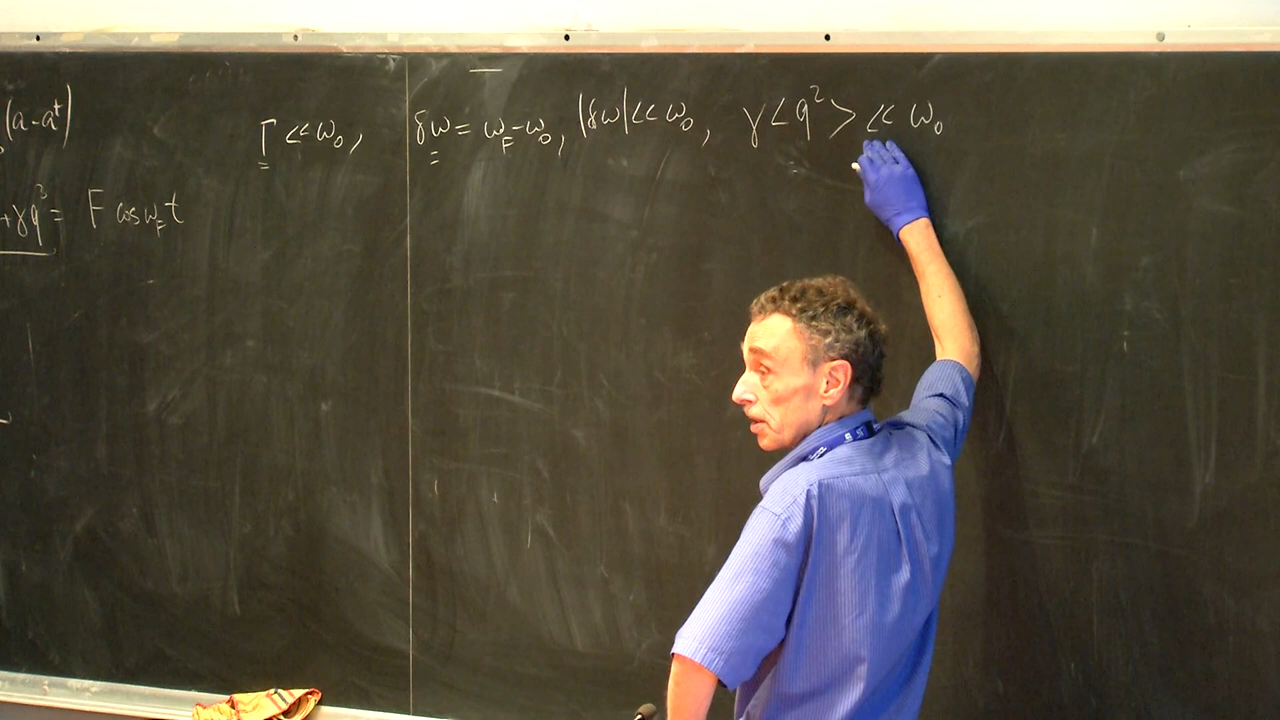 (a - a†)
Γ << ω₀, δω = ω_F - ω₀, |δω| << ω₀, γ<q²> << ω₀
+ γq³ = F cos ω_F t